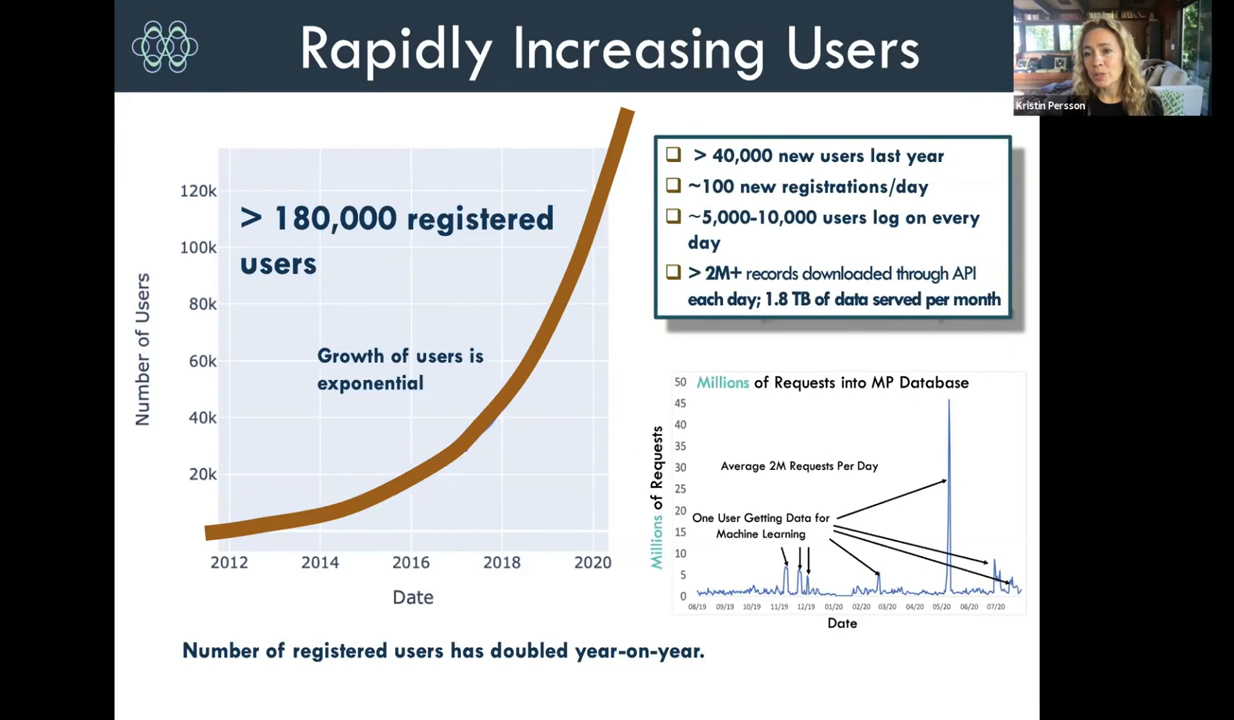 Rapidly Increasing Users
Kristin Persson
120k
100k
80k
60k
40k
20k
Number of Users
> 180,000 registered
users
Growth of users is
exponential
2012
2014
2016
2018
2020
Date
❑ > 40,000 new users last year
❑ ~100 new registrations/day
❑ ~5,000-10,000 users log on every
day
❑ > 2M+ records downloaded through API
each day; 1.8 TB of data served per month
Millions of Requests into MP Database
Millions of Requests
50
45
40
35
30
25
20
15
10
5
0
Average 2M Requests Per Day
One User Getting Data for
Machine Learning
08/19
09/19
10/19
11/19
12/19
01/20
02/20
03/20
04/20
05/20
06/20
07/20
Date
Number of registered users has doubled year-on-year.